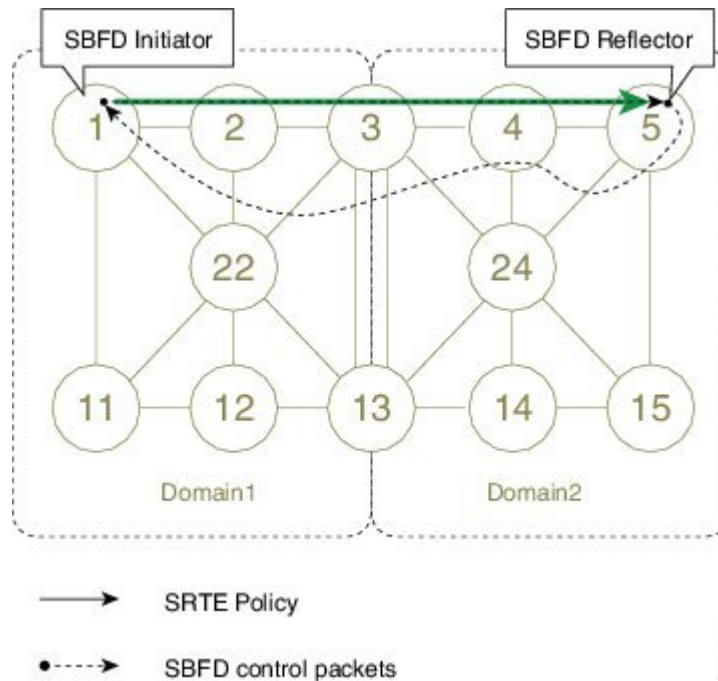 SBFD Initiator
SBFD Reflector
1
2
3
4
5
22
24
11
12
13
14
15
Domain1
Domain2
SRTE Policy
SBFD control packets